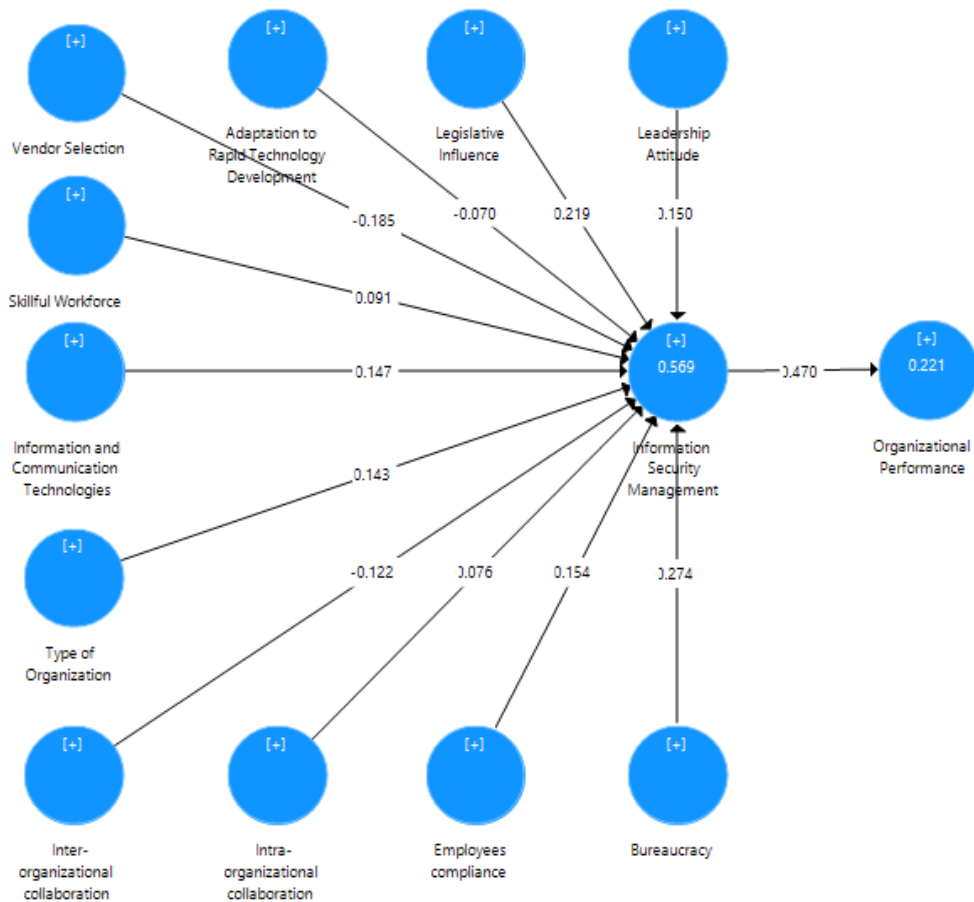 [+]
[+]
[+]
[+]
Vendor Selection
Adaptation to
Rapid Technology
Development
Legislative
Influence
Leadership
Attitude
-0.185
-0.070
0.219
0.150
[+]
Skillful Workforce
0.091
[+]
Information and
Communication
Technologies
0.147
[+]
0.569
Information
Security
Management
0.470
[+]
0.221
Organizational
Performance
0.143
[+]
Type of
Organization
-0.122
0.076
0.154
0.274
[+]
[+]
[+]
[+]
Inter-
organizational
collaboration
Intra-
organizational
collaboration
Employees
compliance
Bureaucracy